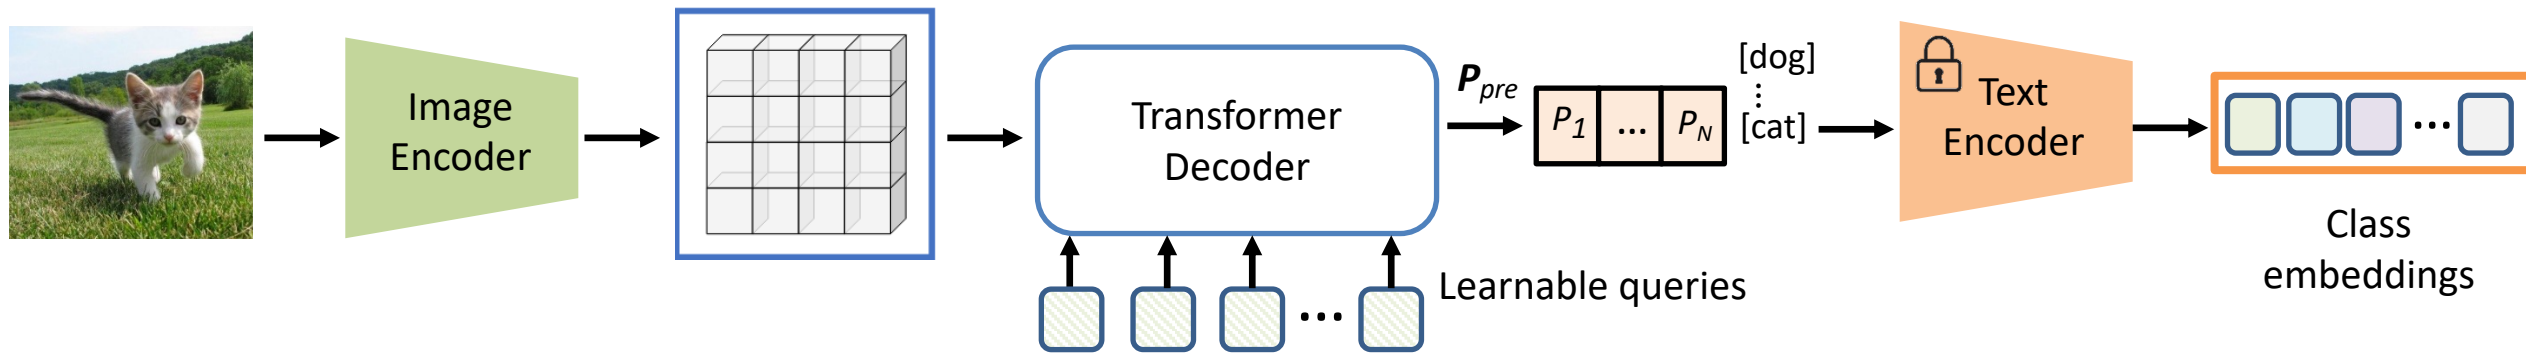 Image
Encoder
Transformer
Decoder
Learnable queries
P_pre
P_1 ... P_N
[dog]
⋮
[cat]
Text
Encoder
...
Class
embeddings
...